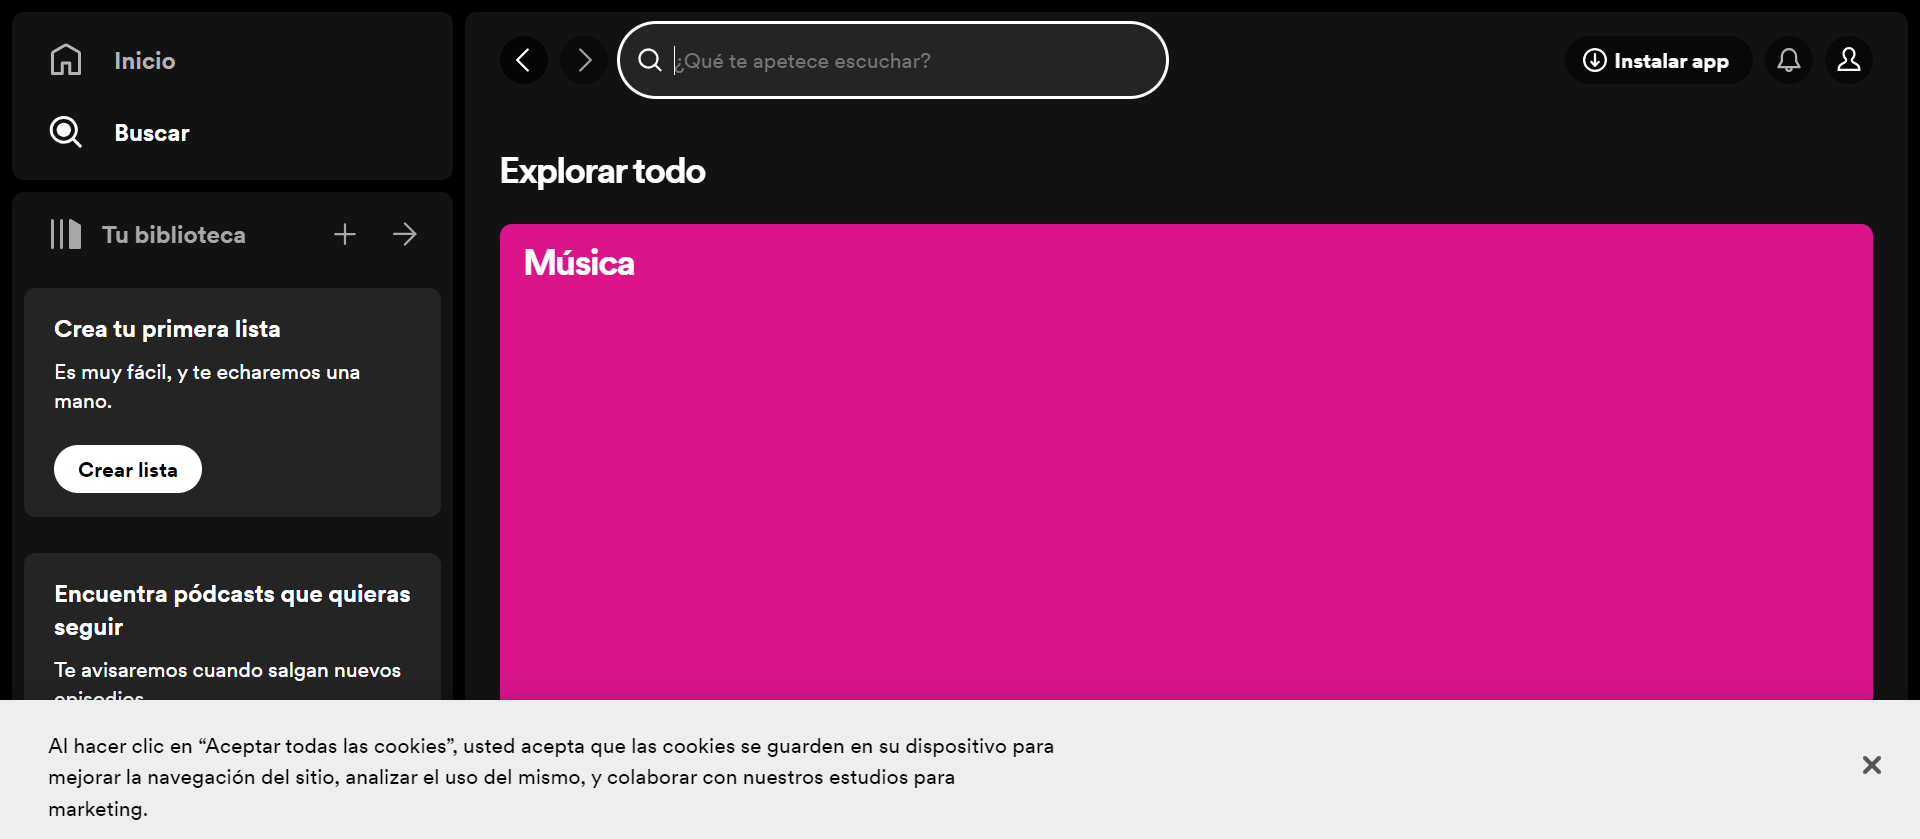 Inicio
Buscar
Tu biblioteca
Crea tu primera lista
Es muy fácil, y te echaremos una
mano.
Crear lista
Encuentra pódcasts que quieras
seguir
Te avisaremos cuando salgan nuevos
episodios.
¿Qué te apetece escuchar?
Instalar app
Explorar todo
Música
Al hacer clic en “Aceptar todas las cookies”, usted acepta que las cookies se guarden en su dispositivo para
mejorar la navegación del sitio, analizar el uso del mismo, y colaborar con nuestros estudios para
marketing.